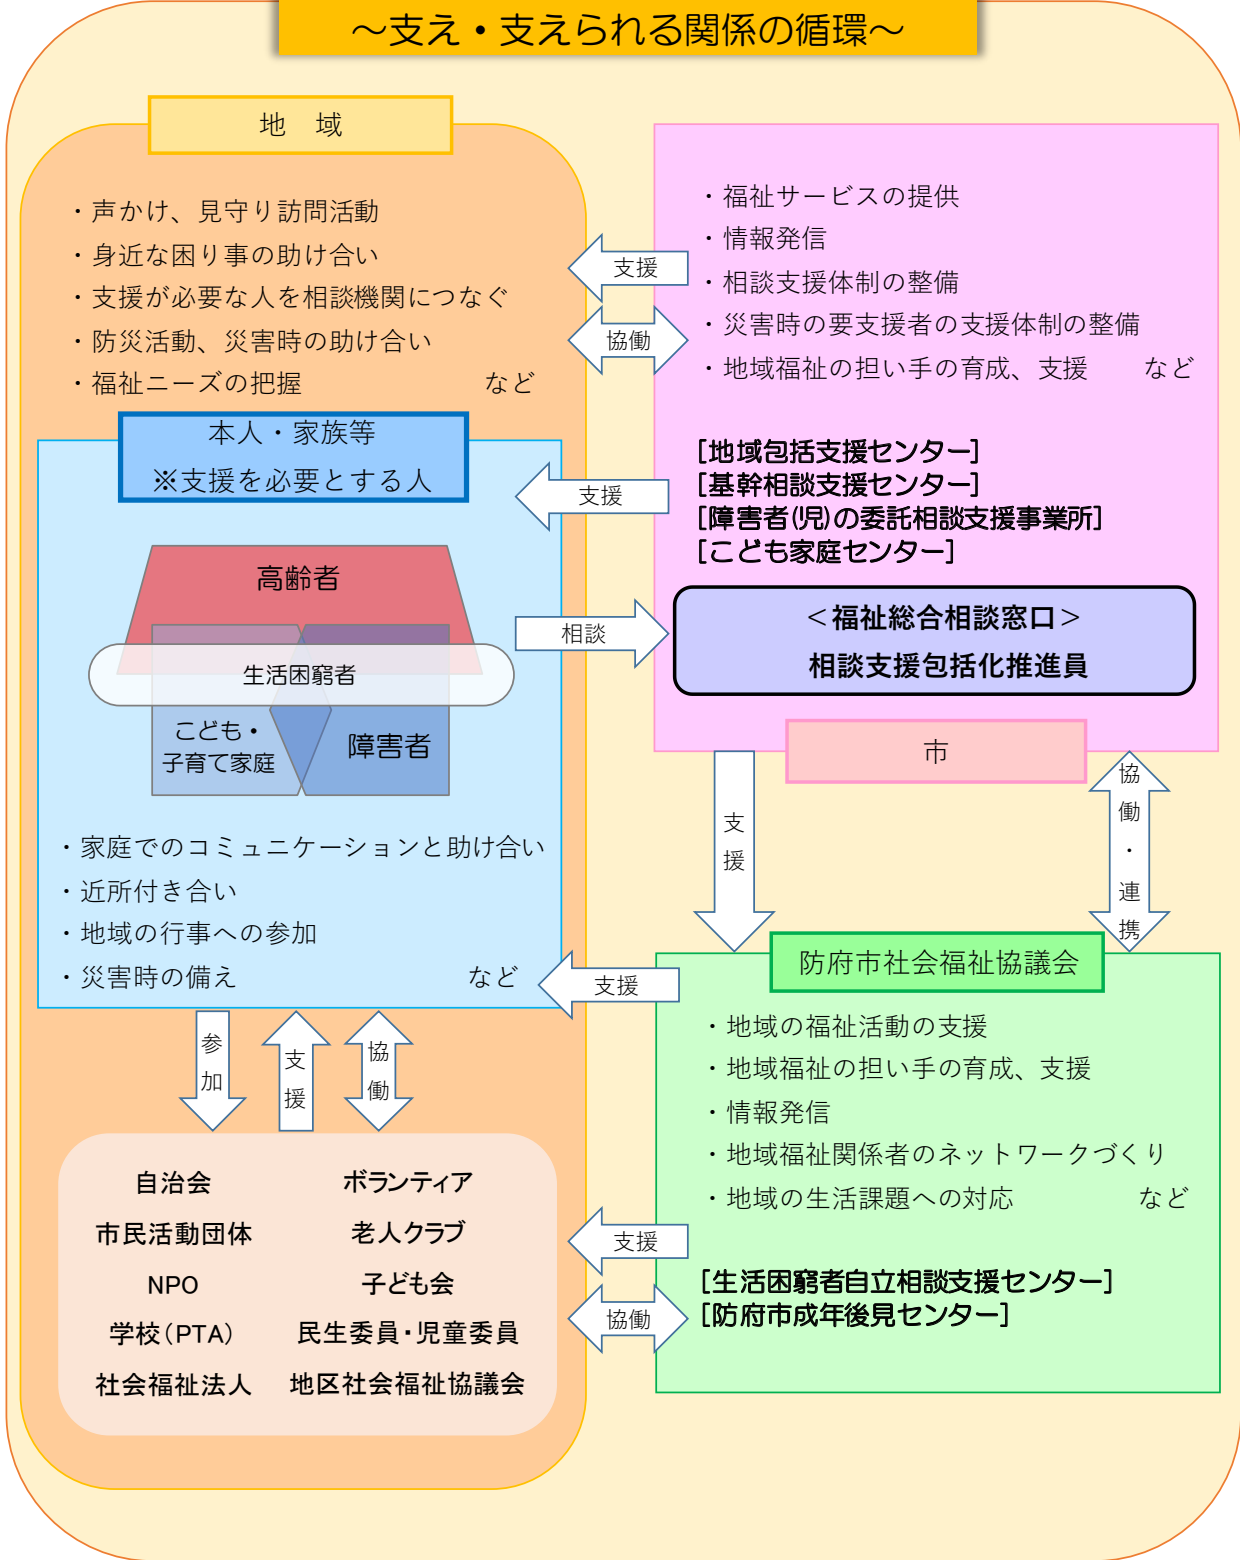 ～支え・支えられる関係の循環～
地　域
・声かけ、見守り訪問活動
・身近な困り事の助け合い
・支援が必要な人を相談機関につなぐ
・防災活動、災害時の助け合い
・福祉ニーズの把握　など
本人・家族等
※支援を必要とする人
高齢者
生活困窮者
こども・
子育て家庭
障害者
・家庭でのコミュニケーションと助け合い
・近所付き合い
・地域の行事への参加
・災害時の備え　など
参加
支援
協働
自治会　ボランティア
市民活動団体　老人クラブ
NPO　子ども会
学校（PTA）　民生委員・児童委員
社会福祉法人　地区社会福祉協議会
支援
協働
支援
相談
・福祉サービスの提供
・情報発信
・相談支援体制の整備
・災害時の要支援者の支援体制の整備
・地域福祉の担い手の育成、支援　など
[地域包括支援センター]
[基幹相談支援センター]
[障害者(児)の委託相談支援事業所]
[こども家庭センター]
＜福祉総合相談窓口＞
相談支援包括化推進員
市
支援
協働・連携
防府市社会福祉協議会
支援
・地域の福祉活動の支援
・地域福祉の担い手の育成、支援
・情報発信
・地域福祉関係者のネットワークづくり
・地域の生活課題への対応　など
支援
協働
[生活困窮者自立相談支援センター]
[防府市成年後見センター]